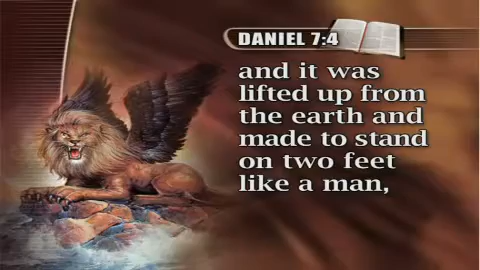 DANIEL 7:4
and it was
lifted up from
the earth and
made to stand
on two feet
like a man,